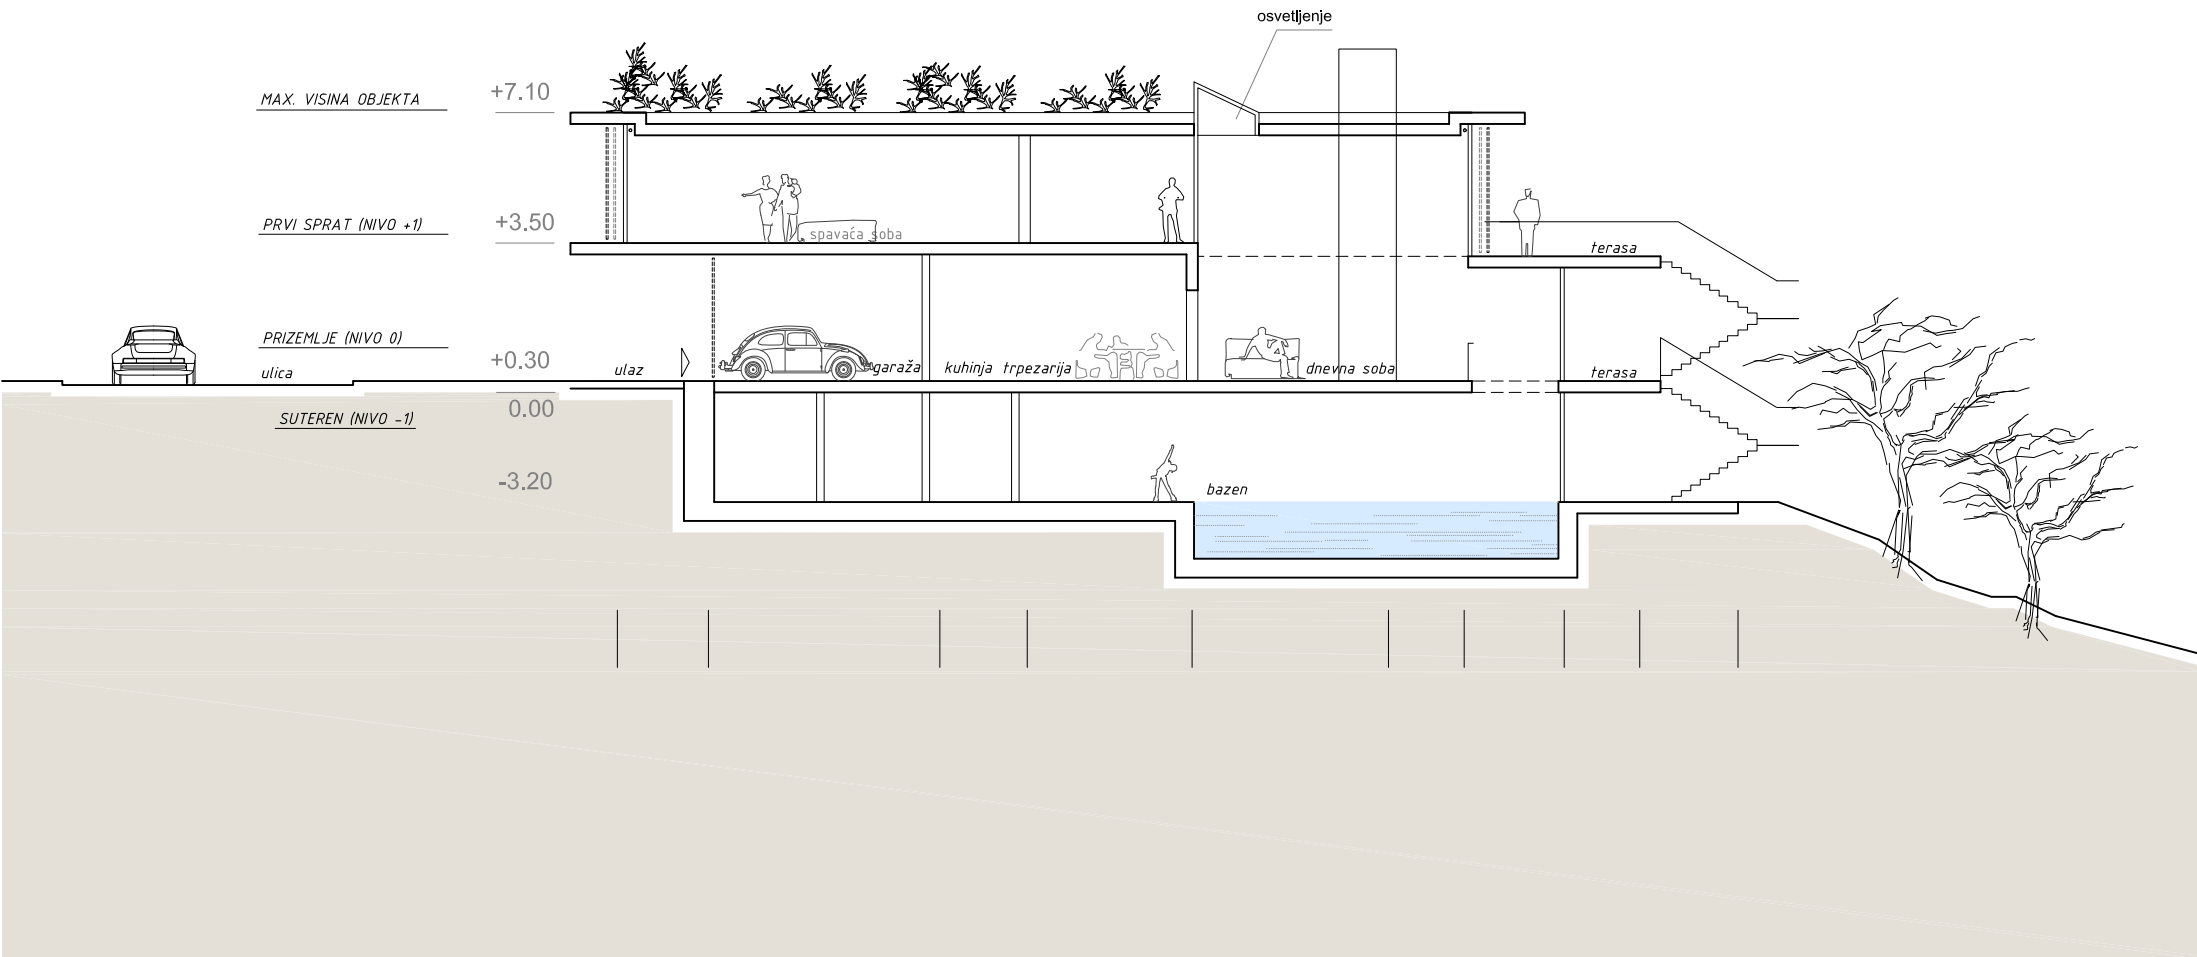 osvetljenje
MAX. VISINA OBJEKTA
+7.10
PRVI SPRAT (NIVO +1)
+3.50
spavaća soba
terasa
PRIZEMLJE (NIVO 0)
+0.30
ulica
ulaz
garaža
kuhinja trpezarija
dnevna soba
terasa
0.00
SUTEREN (NIVO -1)
-3.20
bazen